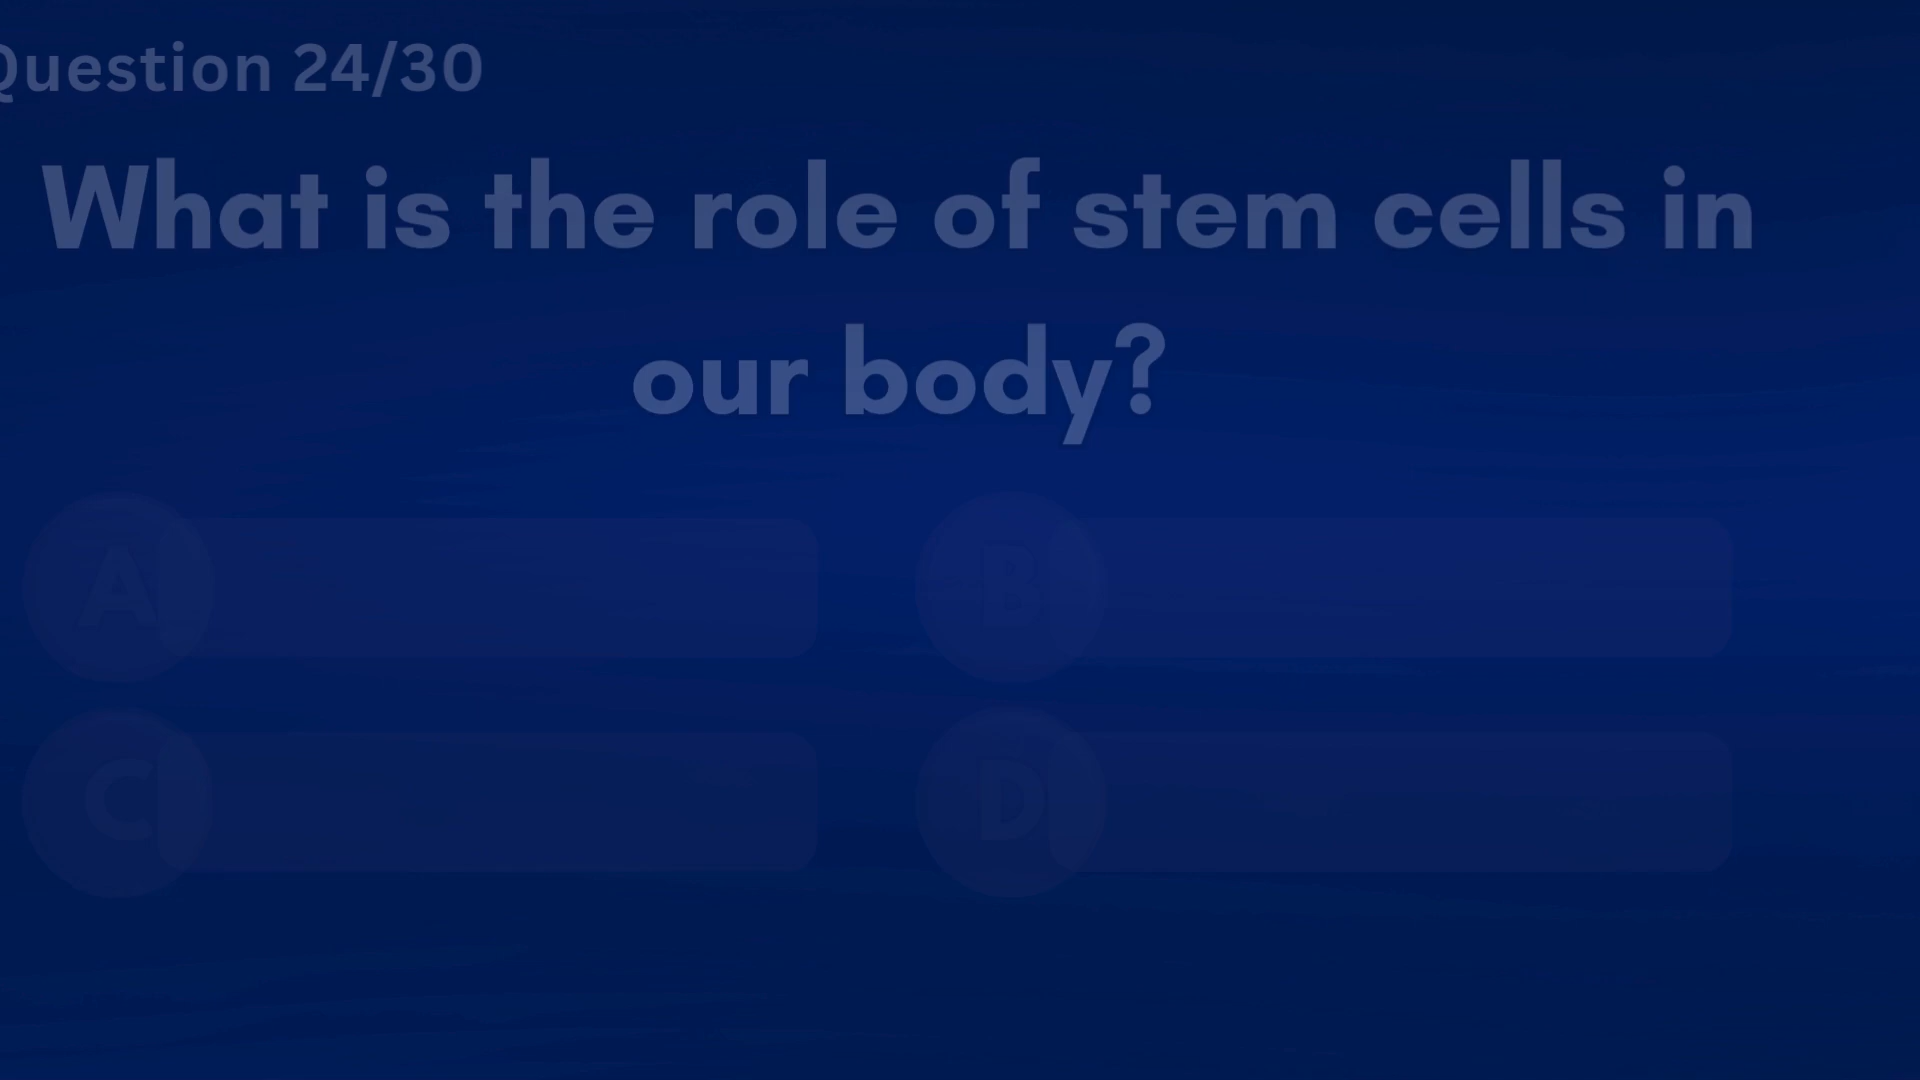 Question 24/30
What is the role of stem cells in
our body?
A
B
C
D